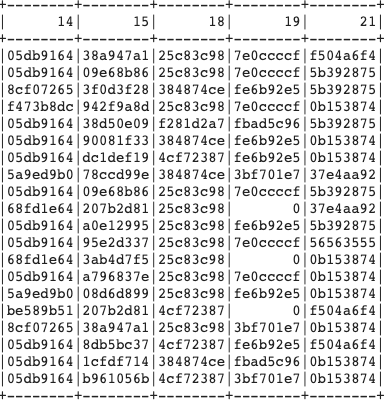 +--------+--------+--------+--------+--------+
|      14|      15|      18|      19|      21|
+--------+--------+--------+--------+--------+
|05db9164|38a947a1|25c83c98|7e0ccccf|f504a6f4|
|05db9164|09e68b86|25c83c98|7e0ccccf|5b392875|
|8cf07265|3f0d3f28|384874ce|fe6b92e5|5b392875|
|f473b8dc|942f9a8d|25c83c98|7e0ccccf|0b153874|
|05db9164|38d50e09|f281d2a7|fbad5c96|5b392875|
|05db9164|90081f33|384874ce|fe6b92e5|0b153874|
|05db9164|dc1def19|4cf72387|fe6b92e5|0b153874|
|5a9ed9b0|78ccd99e|384874ce|3bf701e7|37e4aa92|
|05db9164|09e68b86|25c83c98|7e0ccccf|5b392875|
|68fd1e64|207b2d81|25c83c98|       0|37e4aa92|
|05db9164|a0e12995|25c83c98|fe6b92e5|5b392875|
|05db9164|95e2d337|25c83c98|7e0ccccf|56563555|
|68fd1e64|3ab4d7f5|25c83c98|       0|0b153874|
|05db9164|a796837e|25c83c98|7e0ccccf|0b153874|
|5a9ed9b0|08d6d899|25c83c98|fe6b92e5|0b153874|
|be589b51|207b2d81|4cf72387|       0|f504a6f4|
|8cf07265|38a947a1|25c83c98|3bf701e7|0b153874|
|05db9164|8db5bc37|4cf72387|fe6b92e5|f504a6f4|
|05db9164|1cfdf714|384874ce|fbad5c96|0b153874|
|05db9164|b961056b|4cf72387|3bf701e7|0b153874|
+--------+--------+--------+--------+--------+